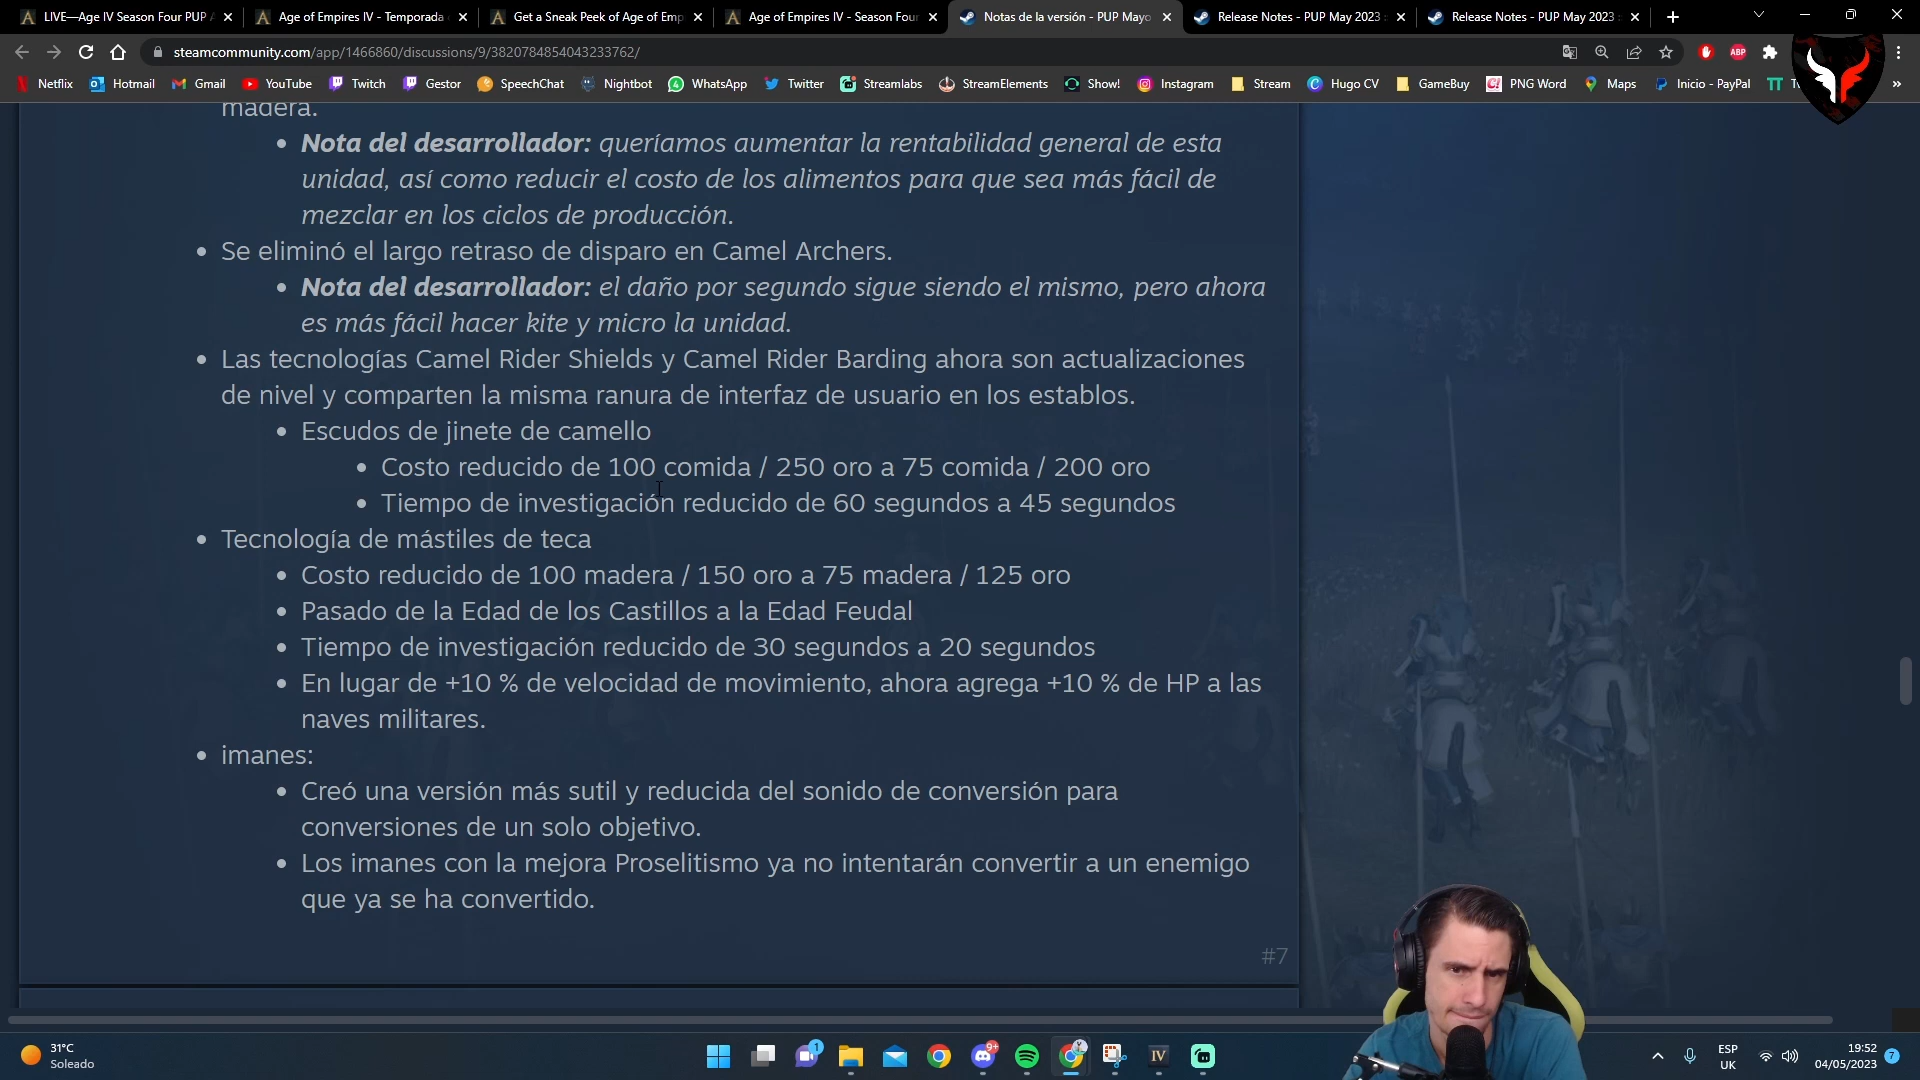 LIVE—Age IV Season Four PUP
Age of Empires IV - Temporada
Get a Sneak Peek of Age of Emp
Age of Empires IV - Season Four
Notas de la versión - PUP Mayo
Release Notes - PUP May 2023
Release Notes - PUP May 2023
steamcommunity.com/app/1466860/discussions/9/3820784854043233762/
ABP
Netflix
Hotmail
Gmail
YouTube
Twitch
Gestor
SpeechChat
Nightbot
WhatsApp
Twitter
Streamlabs
StreamElements
Show!
Instagram
Stream
Hugo CV
GameBuy
PNG Word
Maps
Inicio - PayPal
madera.
Nota del desarrollador: queríamos aumentar la rentabilidad general de esta
unidad, así como reducir el costo de los alimentos para que sea más fácil de
mezclar en los ciclos de producción.
Se eliminó el largo retraso de disparo en Camel Archers.
Nota del desarrollador: el daño por segundo sigue siendo el mismo, pero ahora
es más fácil hacer kite y micro la unidad.
Las tecnologías Camel Rider Shields y Camel Rider Barding ahora son actualizaciones
de nivel y comparten la misma ranura de interfaz de usuario en los establos.
Escudos de jinete de camello
Costo reducido de 100 comida / 250 oro a 75 comida / 200 oro
Tiempo de investigación reducido de 60 segundos a 45 segundos
Tecnología de mástiles de teca
Costo reducido de 100 madera / 150 oro a 75 madera / 125 oro
Pasado de la Edad de los Castillos a la Edad Feudal
Tiempo de investigación reducido de 30 segundos a 20 segundos
En lugar de +10 % de velocidad de movimiento, ahora agrega +10 % de HP a las
naves militares.
imanes:
Creó una versión más sutil y reducida del sonido de conversión para
conversiones de un solo objetivo.
Los imanes con la mejora Proselitismo ya no intentarán convertir a un enemigo
que ya se ha convertido.
#7
31°C
Soleado
1
9+
IV
ESP
UK
19:52
04/05/2023
7